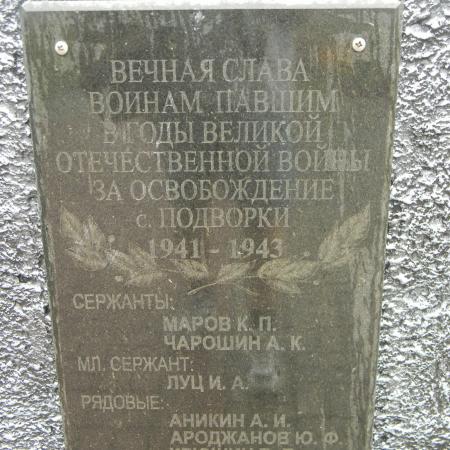 ВЕЧНАЯ СЛАВА
ВОИНАМ, ПАВШИМ
В ГОДЫ ВЕЛИКОЙ
ОТЕЧЕСТВЕННОЙ ВОЙНЫ
ЗА ОСВОБОЖДЕНИЕ
с. ПОДВОРКИ
1941 - 1943
СЕРЖАНТЫ:
МАРОВ К. П.
ЧАРОШИН А. К.
МЛ. СЕРЖАНТ:
ЛУЦ И. А.
РЯДОВЫЕ:
АНИКИН А. И.
АРОДЖАНОВ Ю. Ф.